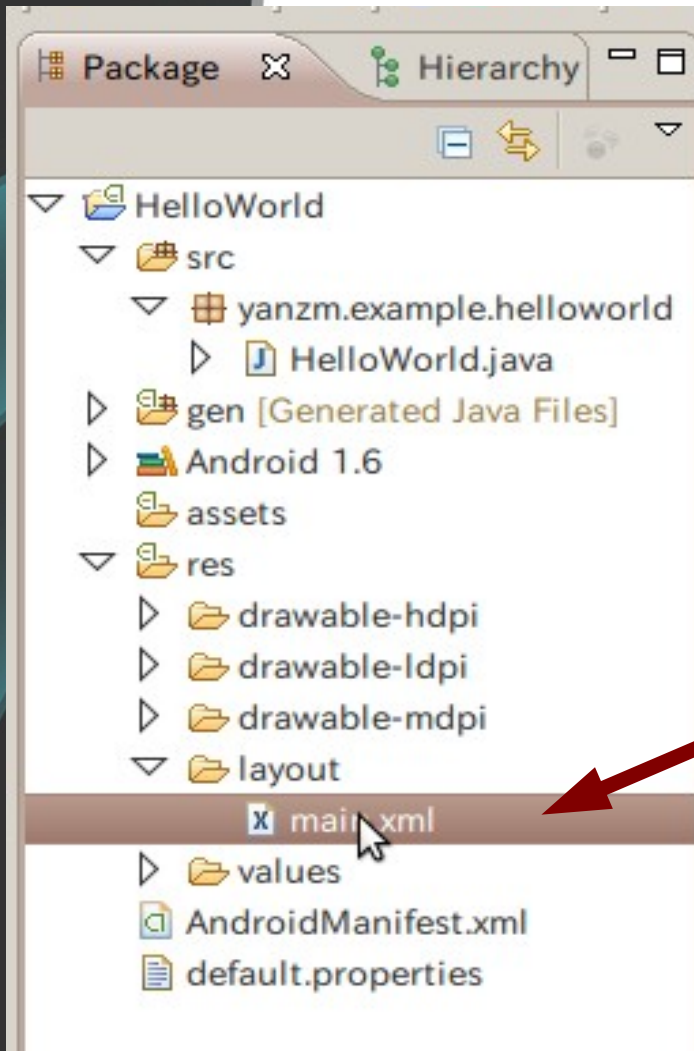 Package Hierarchy
HelloWorld
src
yanzm.example.helloworld
HelloWorld.java
gen [Generated Java Files]
Android 1.6
assets
res
drawable-hdpi
drawable-ldpi
drawable-mdpi
layout
main.xml
values
AndroidManifest.xml
default.properties